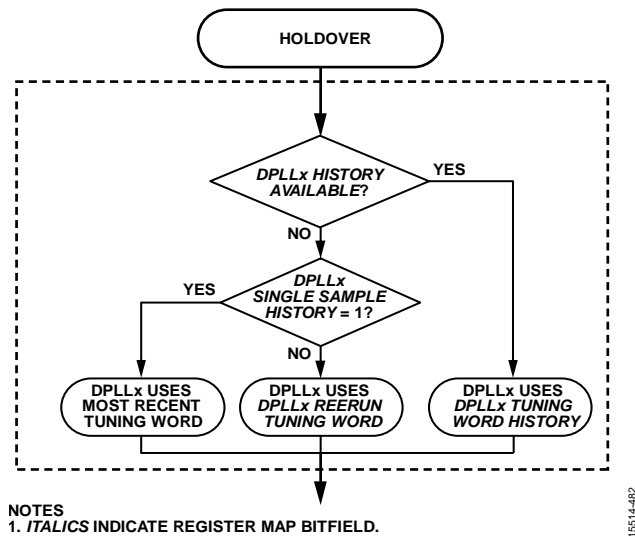 HOLDOVER
DPLLx HISTORY
AVAILABLE?
YES
NO
DPLLx
SINGLE SAMPLE
HISTORY = 1?
YES
NO
DPLLx USES
MOST RECENT
TUNING WORD
DPLLx USES
DPLLx REERUN
TUNING WORD
DPLLx USES
DPLLx TUNING
WORD HISTORY
NOTES
1. ITALICS INDICATE REGISTER MAP BITFIELD.
15514-482